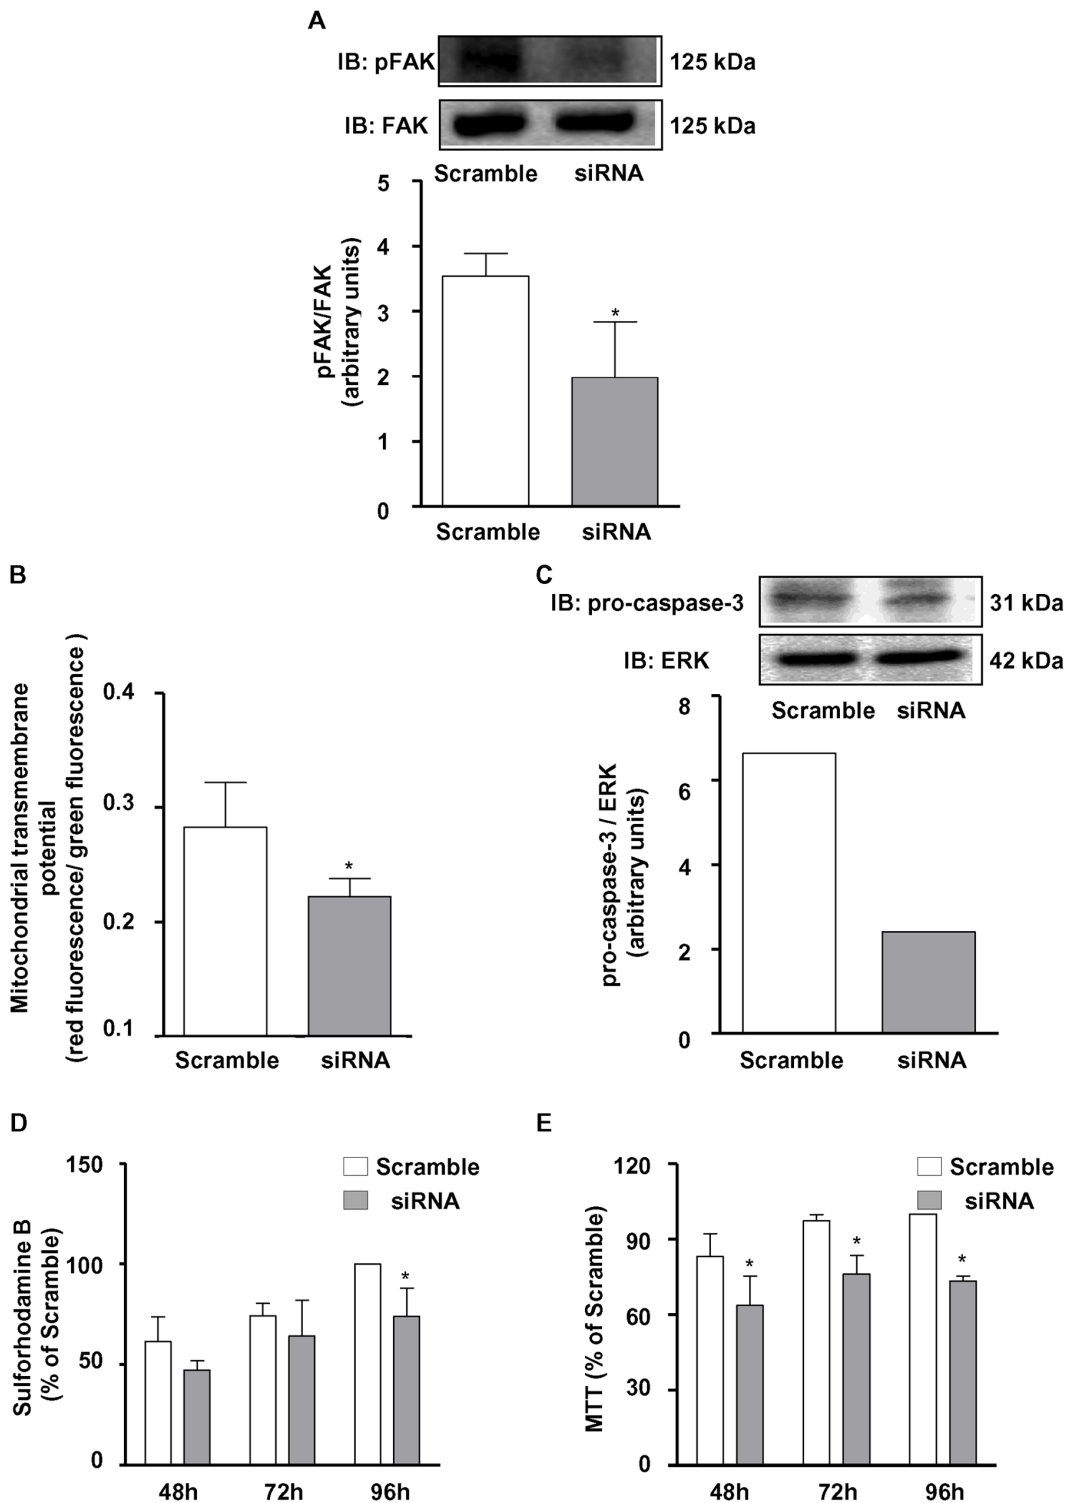 A
IB: pFAK
125 kDa
IB: FAK
125 kDa
Scramble siRNA
5
4
3
2
1
0
pFAK/FAK
(arbitrary units)
*
Scramble siRNA
B
Mitochondrial transmembrane
potential
(red fluorescence/ green fluorescence )
0.4
0.3
0.2
0.1
*
Scramble siRNA
C
IB: pro-caspase-3
31 kDa
IB: ERK
42 kDa
Scramble siRNA
8
6
4
2
0
pro-caspase-3 / ERK
(arbitrary units)
Scramble siRNA
D
Sulforhodamine B
(% of Scramble)
150
100
50
0
Scramble
siRNA
*
48h 72h 96h
E
MTT (% of Scramble)
120
90
60
30
0
Scramble
siRNA
* * *
48h 72h 96h